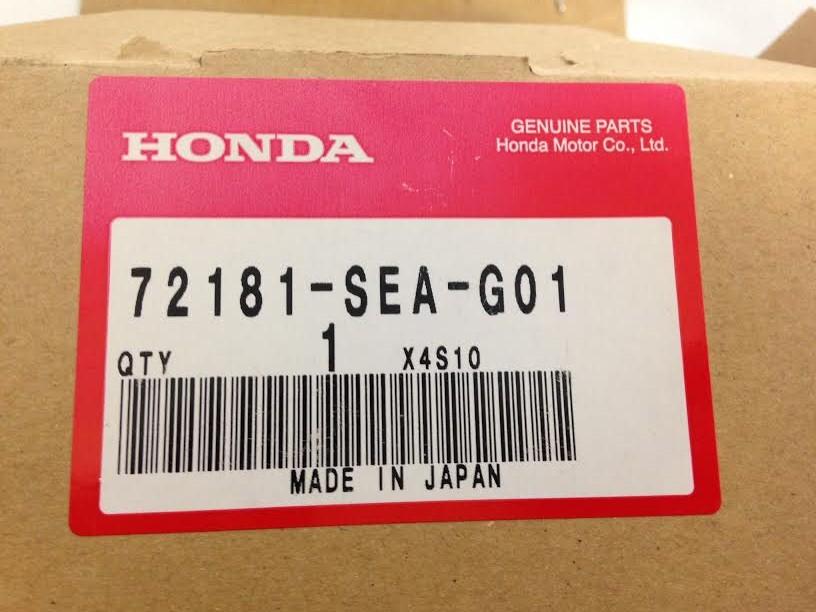 HONDA
GENUINE PARTS
Honda Motor Co., Ltd.
72181-SEA-G01
QTY 1 X4S10
MADE IN JAPAN